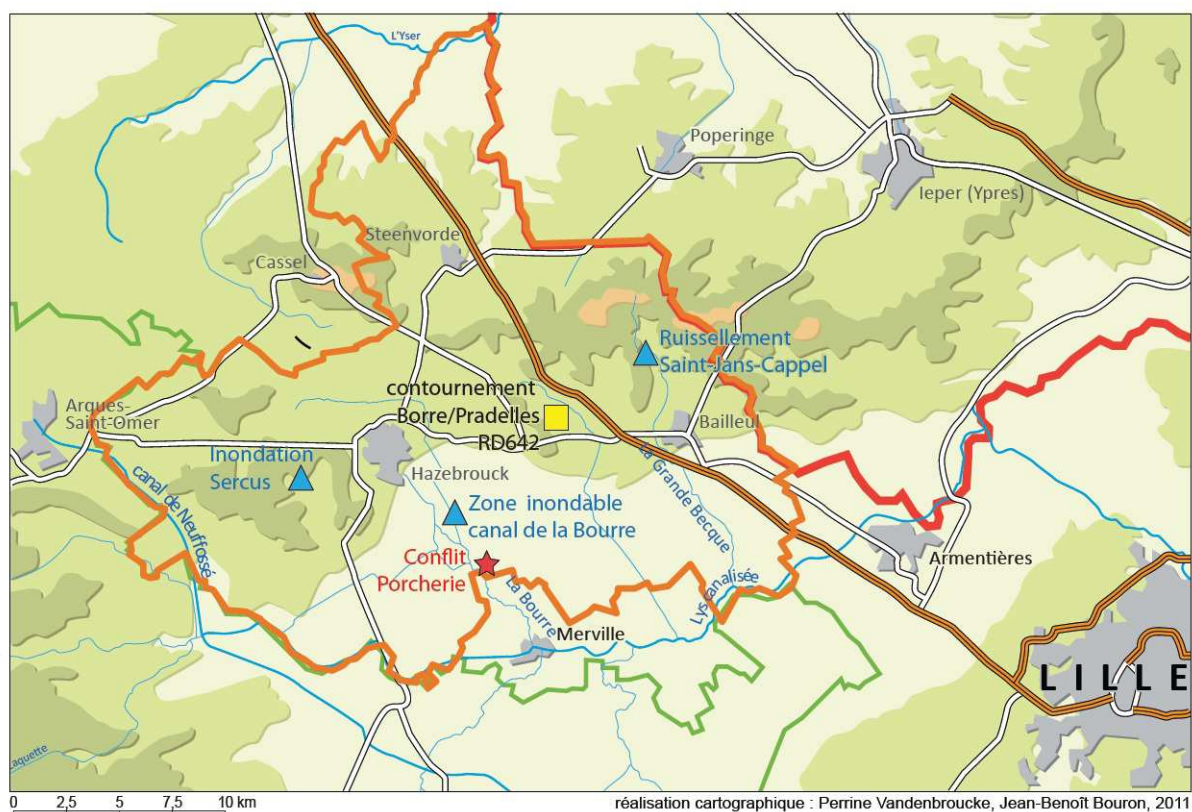 L'Yser
Poperinge
Ieper (Ypres)
Steenvorde
Cassel
Ruissellement
Saint-Jans-Cappel
contournement
Borre/Pradelles
RD642
Arques-
Saint-Omer
Bailleul
Inondation
Sercus
Hazebrouck
La Grande Becque
canal de Neuffossé
Zone inondable
canal de la Bourre
Conflit
Porcherie
Armentières
La Bourre
Lys canalisée
Merville
LILLE
Laquette
0 2,5 5 7,5 10 km
réalisation cartographique : Perrine Vandenbroucke, Jean-Benoît Bouron, 2011